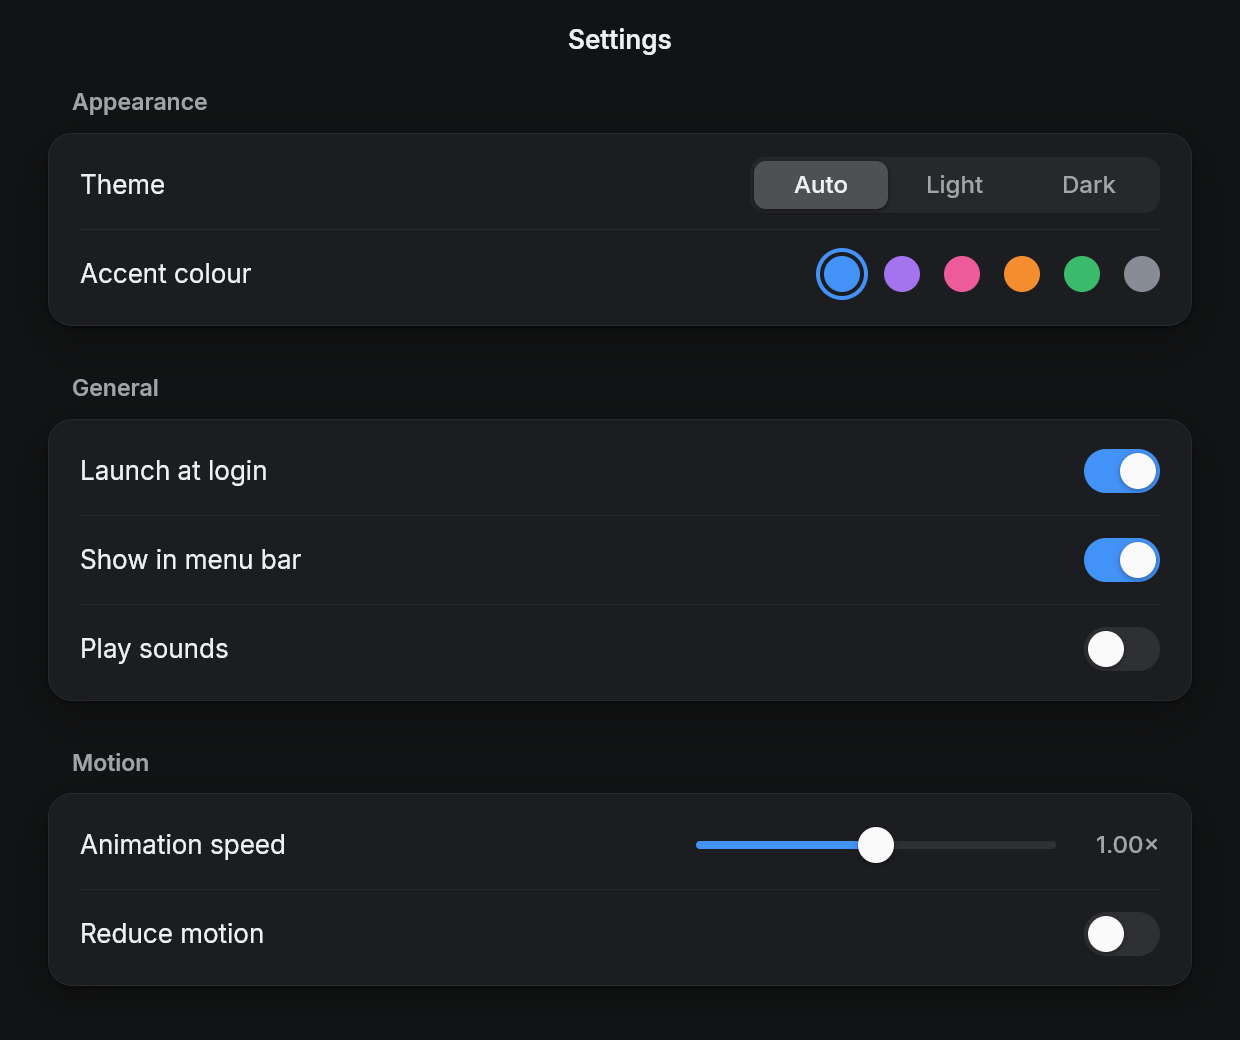 Settings
Appearance
Theme Auto Light Dark
Accent colour
General
Launch at login
Show in menu bar
Play sounds
Motion
Animation speed 1.00×
Reduce motion